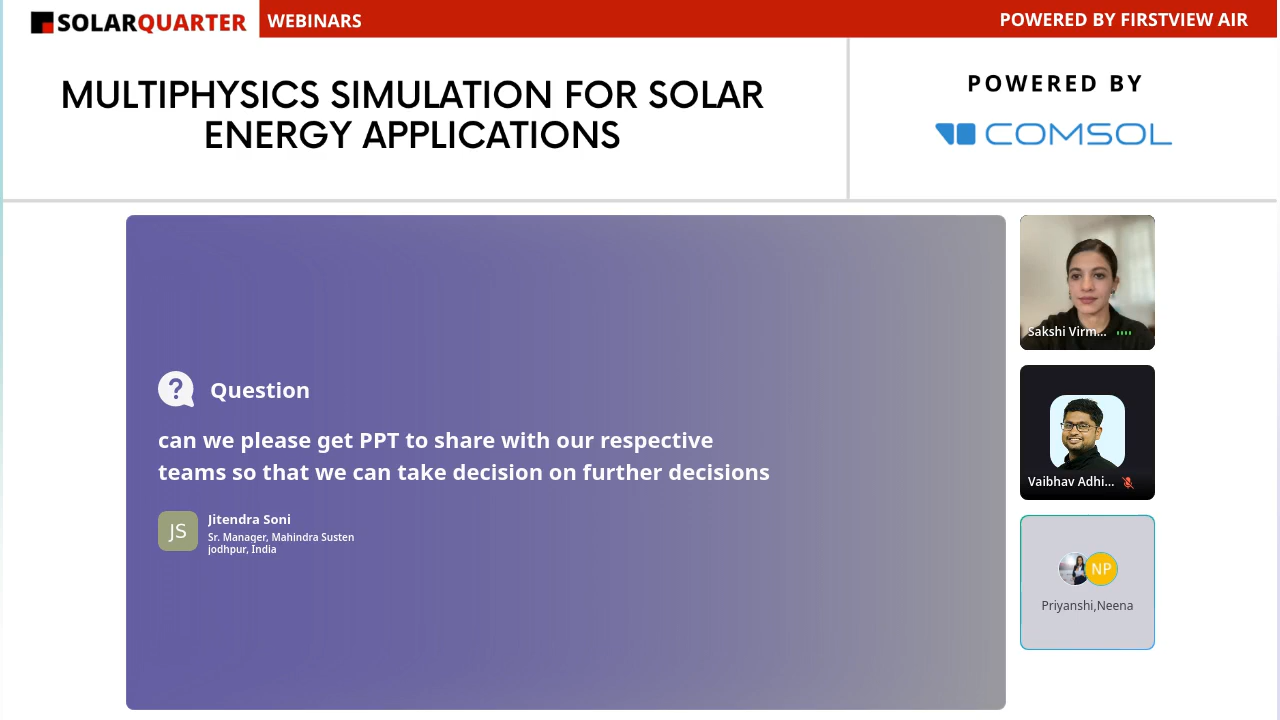 SOLARQUARTER WEBINARS
POWERED BY FIRSTVIEW AIR
MULTIPHYSICS SIMULATION FOR SOLAR
ENERGY APPLICATIONS
POWERED BY
COMSOL
Question
can we please get PPT to share with our respective
teams so that we can take decision on further decisions
JS
Jitendra Soni
Sr. Manager, Mahindra Susten
jodhpur, India
Sakshi Virm...
Vaibhav Adhi...
NP
Priyanshi,Neena